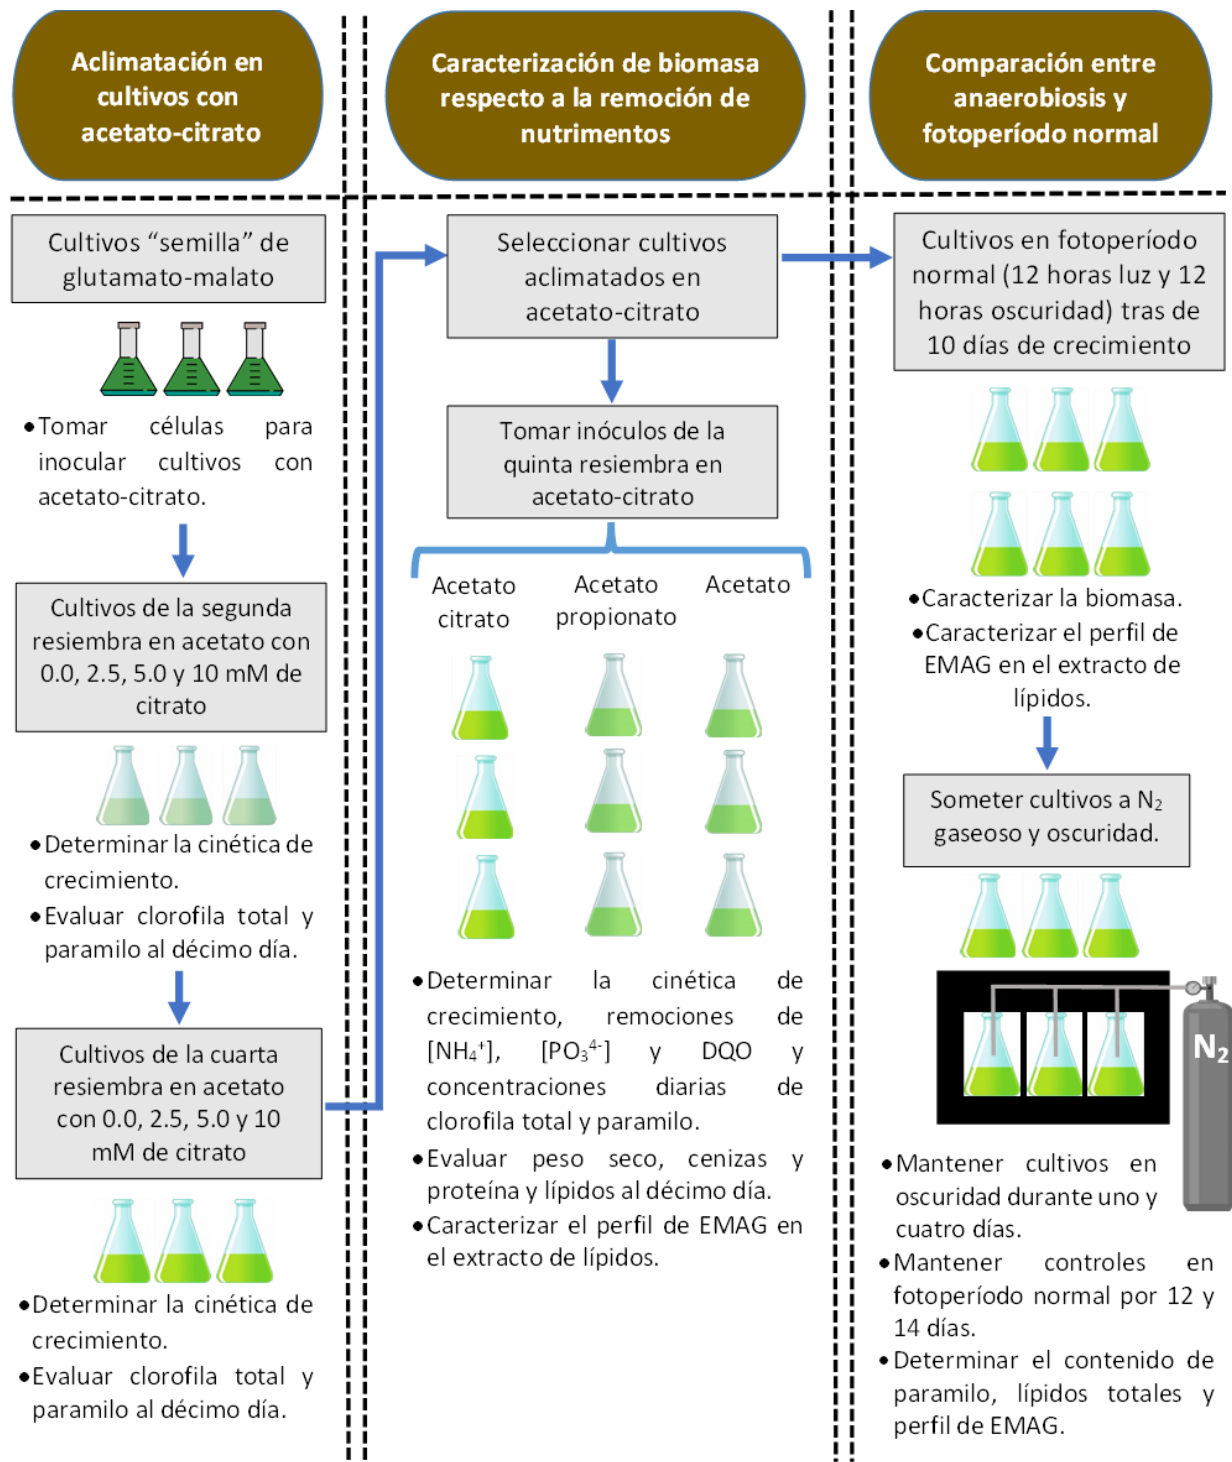 Aclimatación en
cultivos con
acetato-citrato
Cultivos “semilla” de
glutamato-malato
•Tomar células para
inocular cultivos con
acetato-citrato.
Cultivos de la segunda
resiembra en acetato con
0.0, 2.5, 5.0 y 10 mM de
citrato
•Determinar la cinética de
crecimiento.
•Evaluar clorofila total y
paramilo al décimo día.
Cultivos de la cuarta
resiembra en acetato
con 0.0, 2.5, 5.0 y 10
mM de citrato
•Determinar la cinética de
crecimiento.
•Evaluar clorofila total y
paramilo al décimo día.
Caracterización de biomasa
respecto a la remoción de
nutrimentos
Seleccionar cultivos
aclimatados en
acetato-citrato
Tomar inóculos de la
quinta resiembra en
acetato-citrato
Acetato
citrato
Acetato
propionato
Acetato
•Determinar la cinética de
crecimiento, remociones de
[NH₄⁺], [PO₃⁴⁻] y DQO y
concentraciones diarias de
clorofila total y paramilo.
•Evaluar peso seco, cenizas y
proteína y lípidos al décimo día.
•Caracterizar el perfil de EMAG en
el extracto de lípidos.
Comparación entre
anaerobiosis y
fotoperíodo normal
Cultivos en fotoperíodo
normal (12 horas luz y 12
horas oscuridad) tras de
10 días de crecimiento
•Caracterizar la biomasa.
•Caracterizar el perfil de
EMAG en el extracto de
lípidos.
Someter cultivos a N₂
gaseoso y oscuridad.
N₂
•Mantener cultivos en
oscuridad durante uno y
cuatro días.
•Mantener controles en
fotoperíodo normal por 12 y
14 días.
•Determinar el contenido de
paramilo, lípidos totales y
perfil de EMAG.